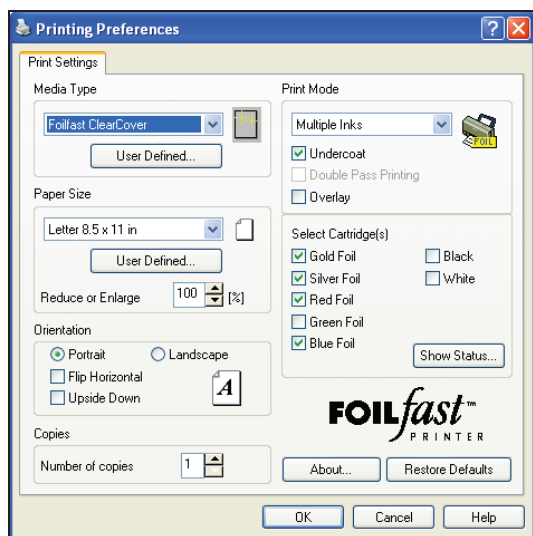 Printing Preferences
Print Settings
Media Type
Foilfast ClearCover
User Defined...
Paper Size
Letter 8.5 x 11 in
User Defined...
Reduce or Enlarge 100 [%]
Orientation
Portrait Landscape
Flip Horizontal
Upside Down
A
Copies
Number of copies 1
Print Mode
Multiple Inks
FOIL
Undercoat
Double Pass Printing
Overlay
Select Cartridge(s)
Gold Foil Black
Silver Foil White
Red Foil
Green Foil
Blue Foil
Show Status...
FOILfast™
PRINTER
About... Restore Defaults
OK Cancel Help